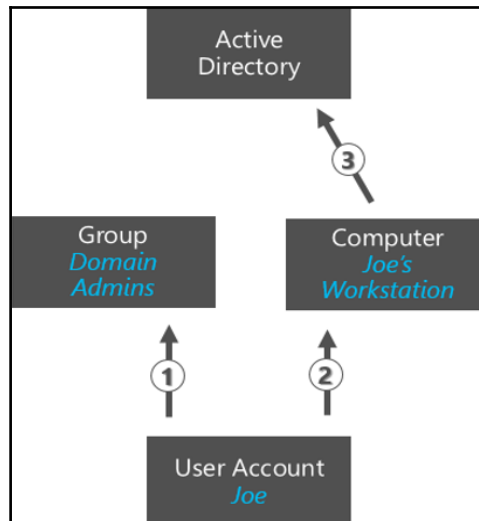 Active
Directory
3
Group
Domain
Admins
Computer
Joe's
Workstation
1
2
User Account
Joe